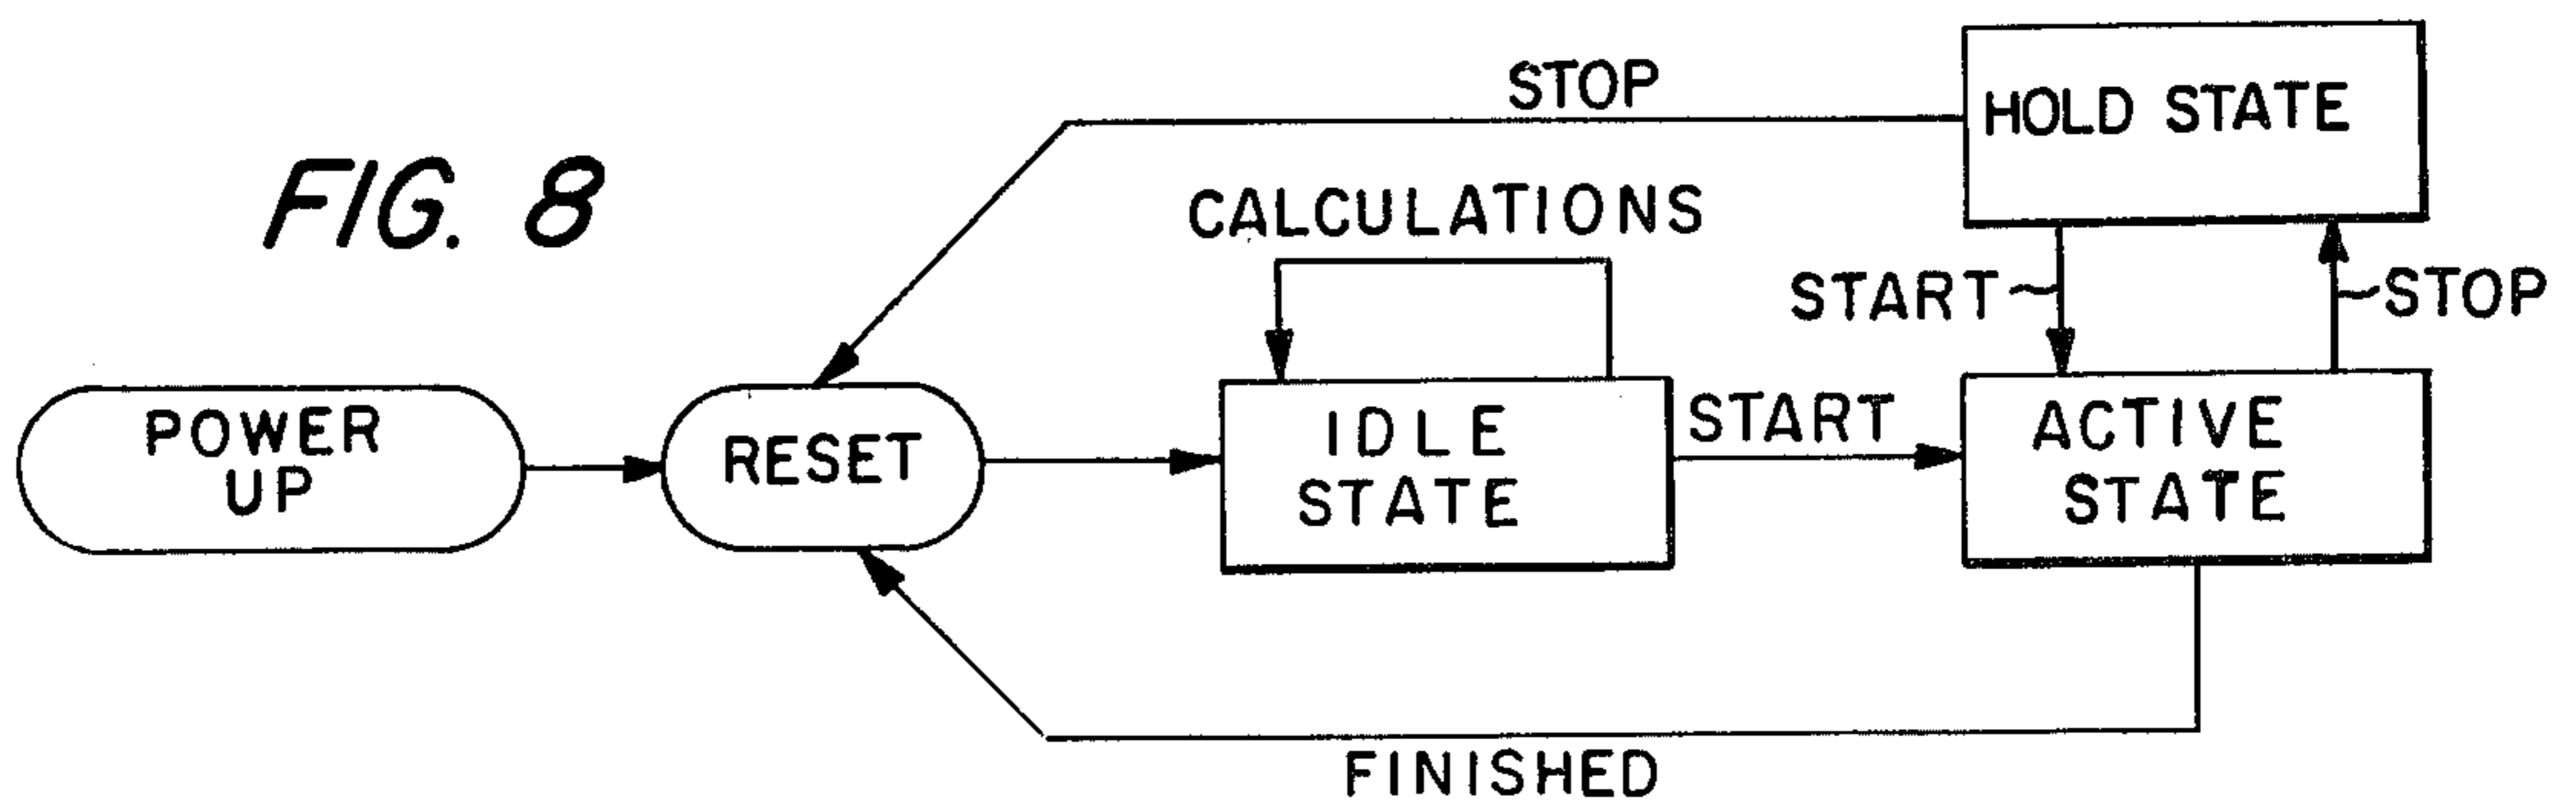 FIG. 8
STOP
HOLD STATE
CALCULATIONS
START
STOP
POWER
UP
RESET
IDLE
STATE
START
ACTIVE
STATE
FINISHED